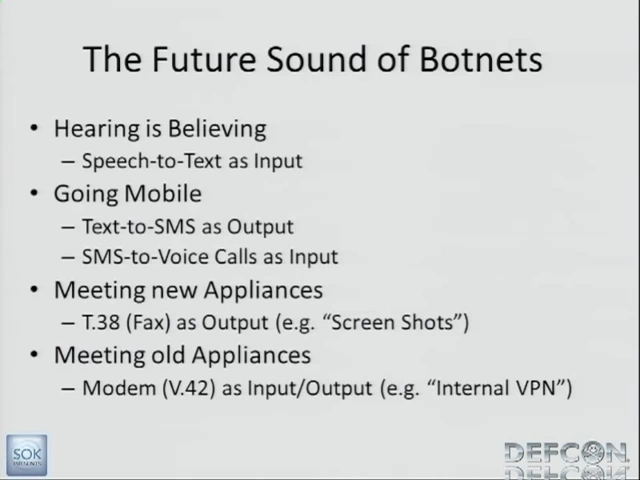 The Future Sound of Botnets
• Hearing is Believing
– Speech-to-Text as Input
• Going Mobile
– Text-to-SMS as Output
– SMS-to-Voice Calls as Input
• Meeting new Appliances
– T.38 (Fax) as Output (e.g. “Screen Shots”)
• Meeting old Appliances
– Modem (V.42) as Input/Output (e.g. “Internal VPN”)
SOK
PRESENTS
DEFCON